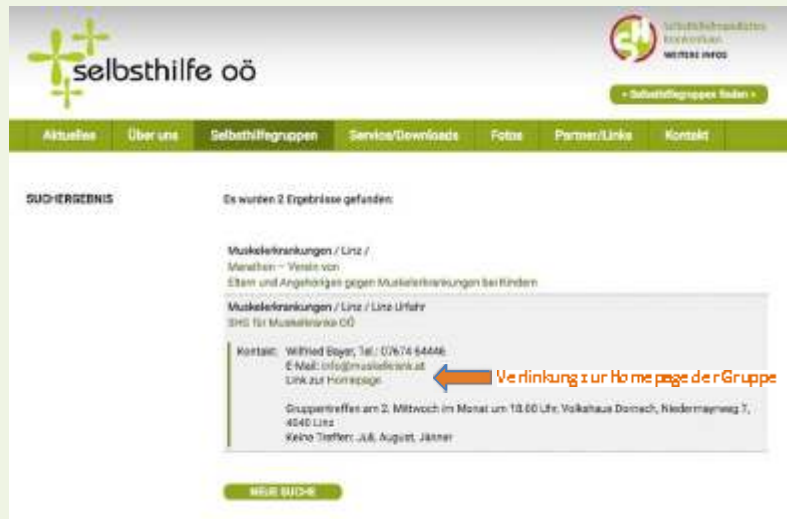 selbsthilfe oö
WEITERE INFOS
Selbsthilfegruppen finden
Aktuelles Über uns Selbsthilfegruppen Service/Downloads Fotos Partner/Links Kontakt
SUCHERGEBNIS
Es wurden 2 Ergebnisse gefunden:
Muskelerkrankungen / Linz /
Marathon – Verein von
Eltern und Angehörigen gegen Muskelerkrankungen bei Kindern
Muskelerkrankungen / Linz / Linz Urfahr
SHG für Muskelkranke OÖ
Kontakt: Wilfried Bayer, Tel.: 07674 64446
E-Mail: info@muskelkrank.at
Link zur Homepage
Verlinkung zur Homepage der Gruppe
Gruppentreffen am 2. Mittwoch im Monat um 18.00 Uhr, Volkshaus Dornach, Niedermayrweg 7,
4040 Linz
Keine Treffen: Juli, August, Jänner
NEUE SUCHE